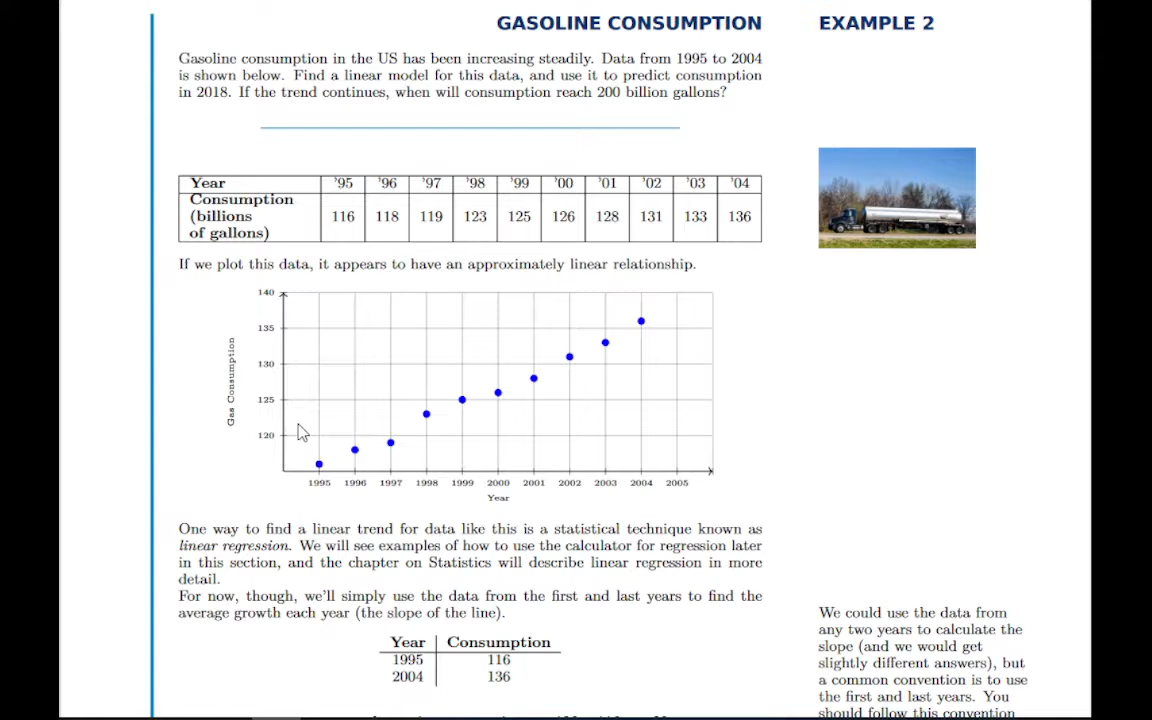 GASOLINE CONSUMPTION
EXAMPLE 2
Gasoline consumption in the US has been increasing steadily. Data from 1995 to 2004
is shown below. Find a linear model for this data, and use it to predict consumption
in 2018. If the trend continues, when will consumption reach 200 billion gallons?
Year '95 '96 '97 '98 '99 '00 '01 '02 '03 '04
Consumption
(billions 116 118 119 123 125 126 128 131 133 136
of gallons)
If we plot this data, it appears to have an approximately linear relationship.
140
135
130
125
120
Gas Consumption
1995 1996 1997 1998 1999 2000 2001 2002 2003 2004 2005
Year
One way to find a linear trend for data like this is a statistical technique known as
linear regression. We will see examples of how to use the calculator for regression later
in this section, and the chapter on Statistics will describe linear regression in more
detail.
For now, though, we'll simply use the data from the first and last years to find the
average growth each year (the slope of the line).
Year Consumption
1995 116
2004 136
We could use the data from
any two years to calculate the
slope (and we would get
slightly different answers), but
a common convention is to use
the first and last years. You
should follow this convention